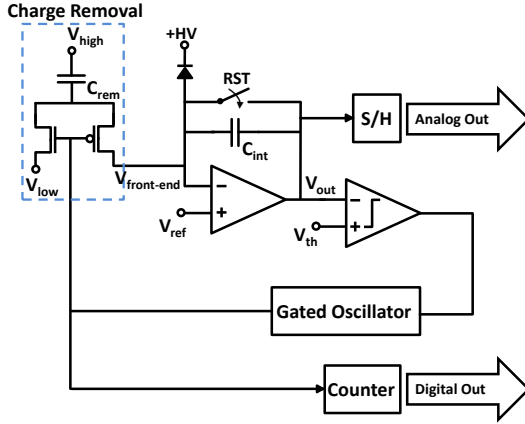 Charge Removal
V_high
C_rem
V_low
V_front-end
+HV
RST
C_int
V_ref
−
+
V_out
−
+
V_th
S/H
Analog Out
Gated Oscillator
Counter
Digital Out